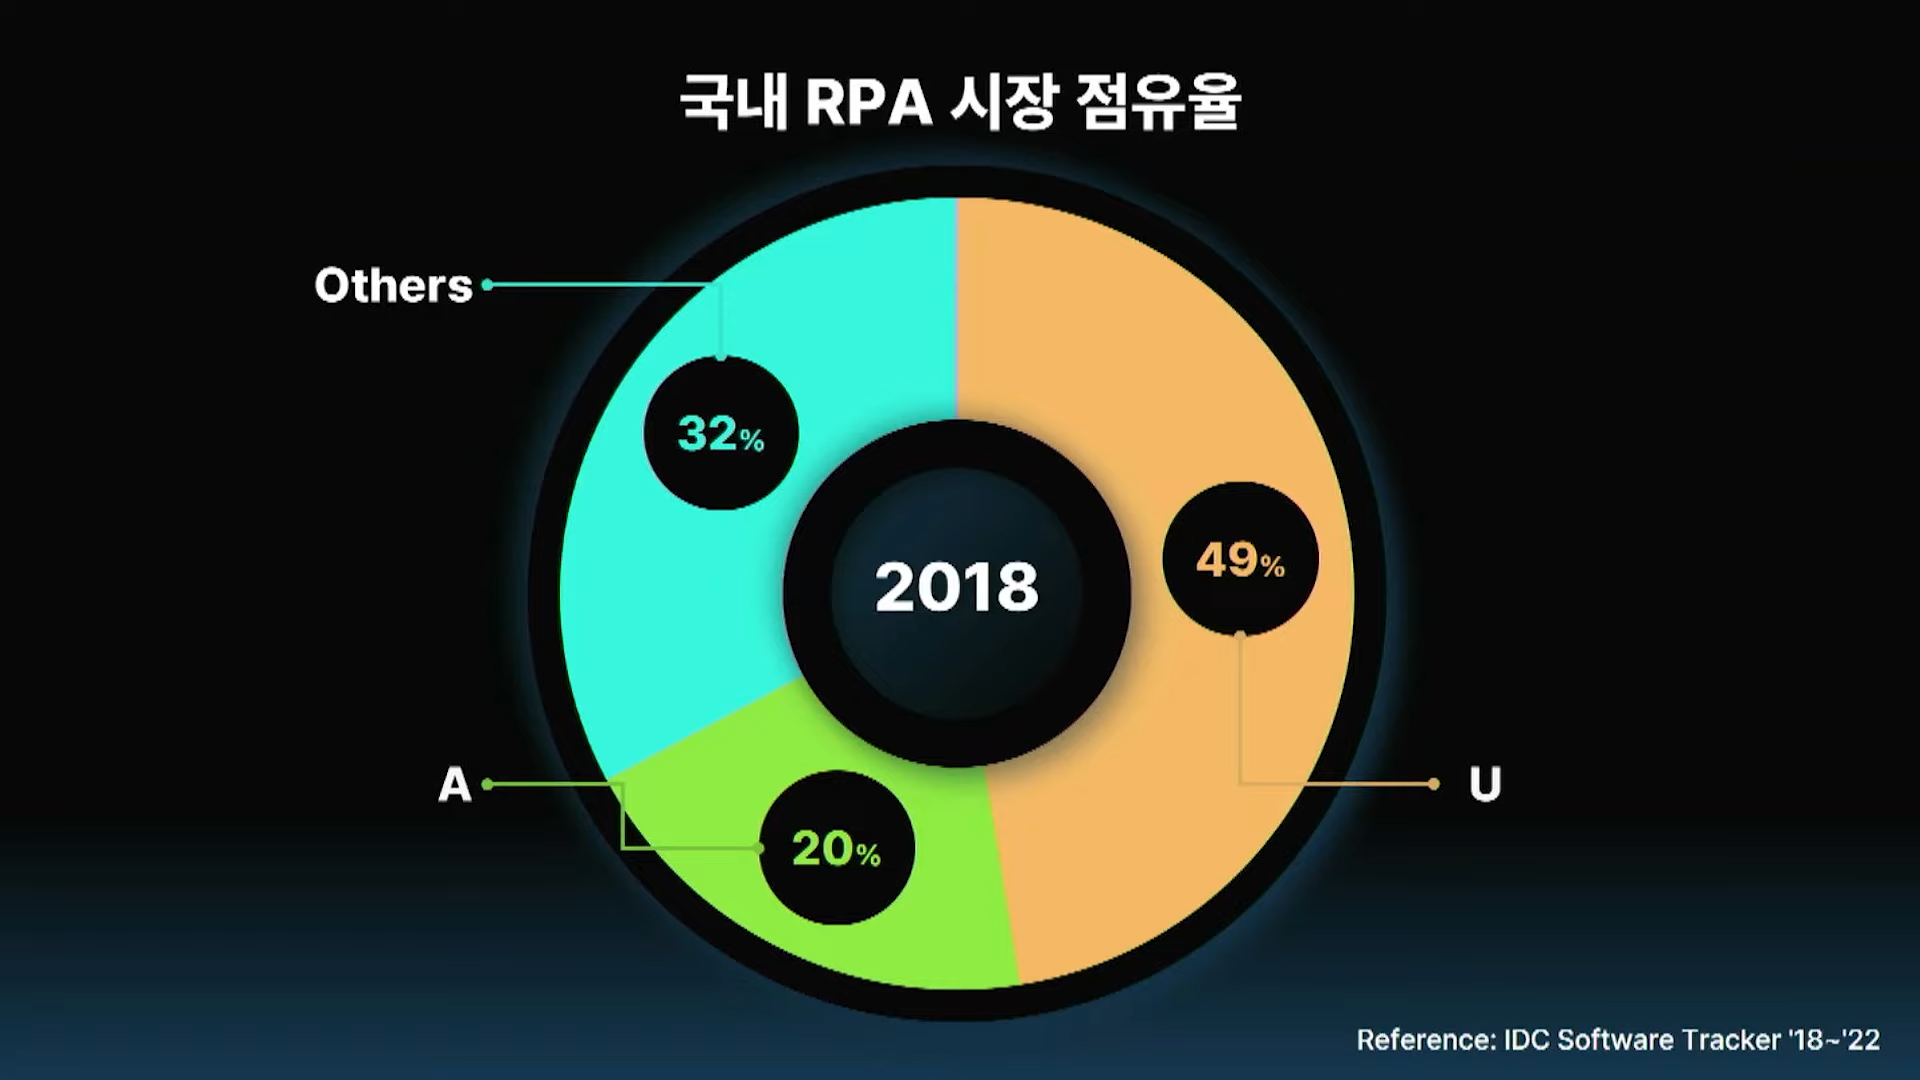 국내 RPA 시장 점유율
Others
32%
49%
2018
A
U
20%
Reference: IDC Software Tracker '18~'22